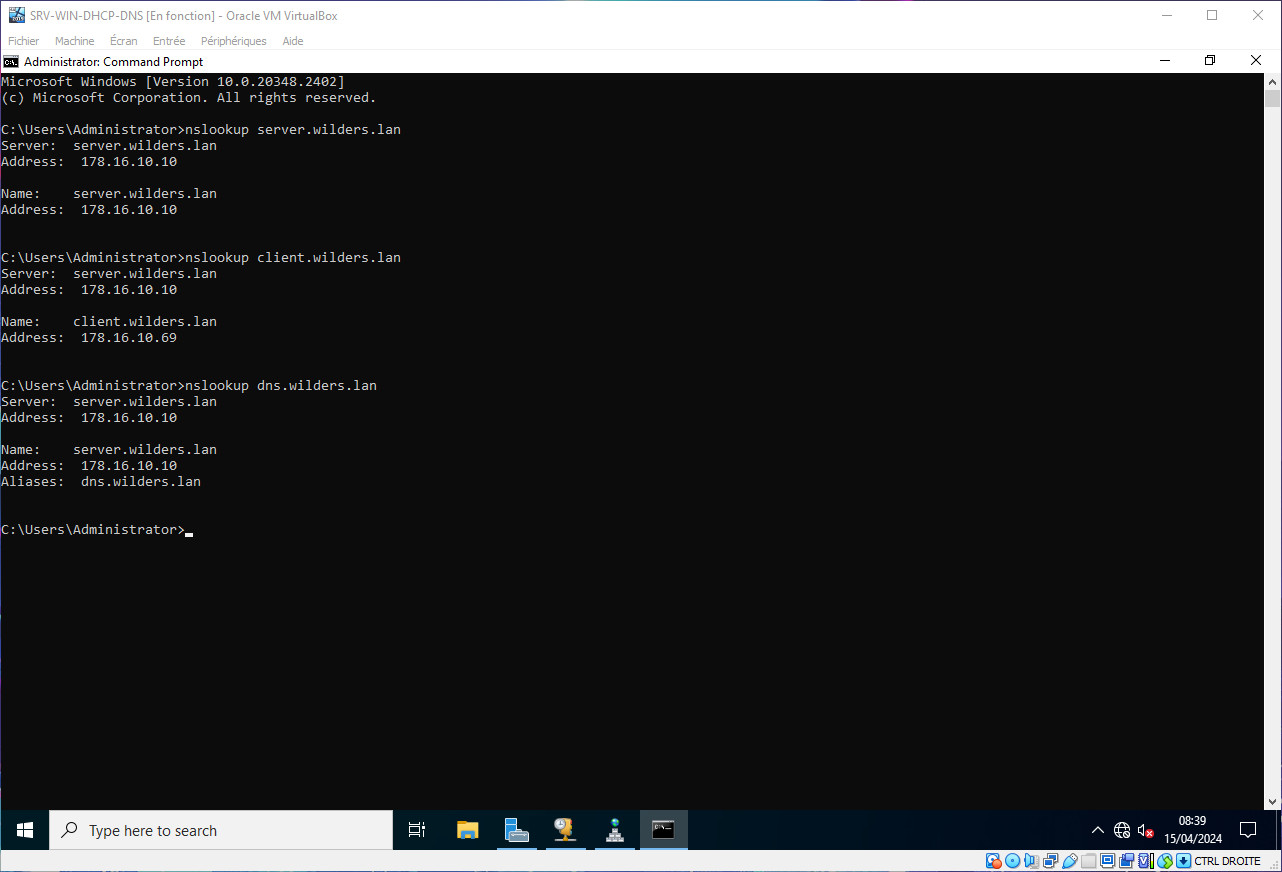 SRV-WIN-DHCP-DNS [En fonction] - Oracle VM VirtualBox
Fichier Machine Écran Entrée Périphériques Aide
Administrator: Command Prompt
Microsoft Windows [Version 10.0.20348.2402]
(c) Microsoft Corporation. All rights reserved.
C:\Users\Administrator>nslookup server.wilders.lan
Server:  server.wilders.lan
Address:  178.16.10.10
Name:    server.wilders.lan
Address:  178.16.10.10
C:\Users\Administrator>nslookup client.wilders.lan
Server:  server.wilders.lan
Address:  178.16.10.10
Name:    client.wilders.lan
Address:  178.16.10.69
C:\Users\Administrator>nslookup dns.wilders.lan
Server:  server.wilders.lan
Address:  178.16.10.10
Name:    server.wilders.lan
Address:  178.16.10.10
Aliases:  dns.wilders.lan
C:\Users\Administrator>
Type here to search
08:39
15/04/2024
CTRL DROITE